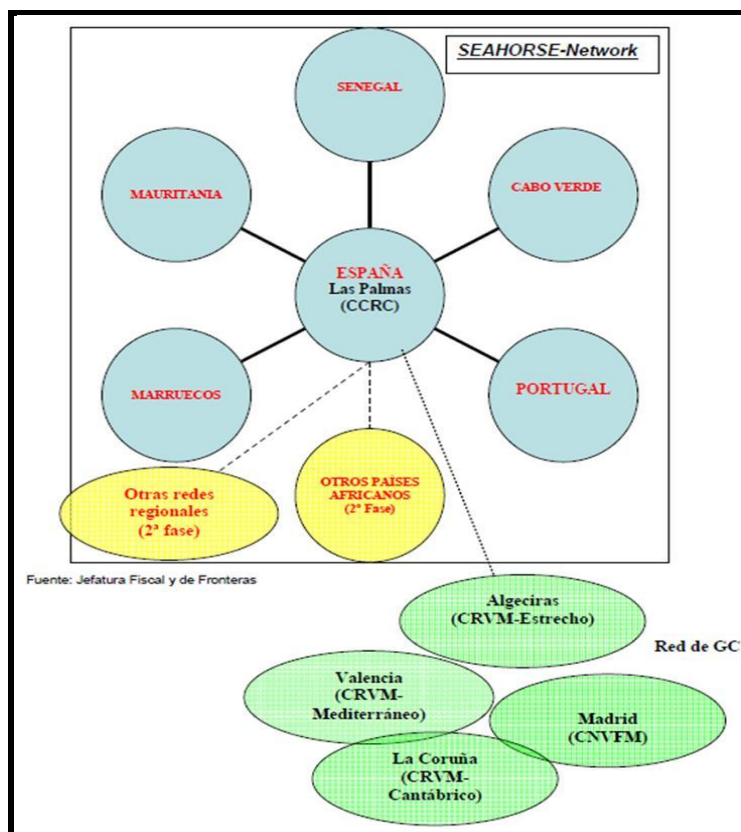 SEAHORSE-Network
SENEGAL
MAURITANIA
CABO VERDE
ESPAÑA
Las Palmas
(CCRC)
MARRUECOS
PORTUGAL
Otras redes
regionales
(2ª fase)
OTROS PAÍSES
AFRICANOS
(2ª Fase)
Fuente: Jefatura Fiscal y de Fronteras
Algeciras
(CRVM-Estrecho)
Red de GC
Valencia
(CRVM-
Mediterráneo)
Madrid
(CNVFM)
La Coruña
(CRVM-
Cantábrico)